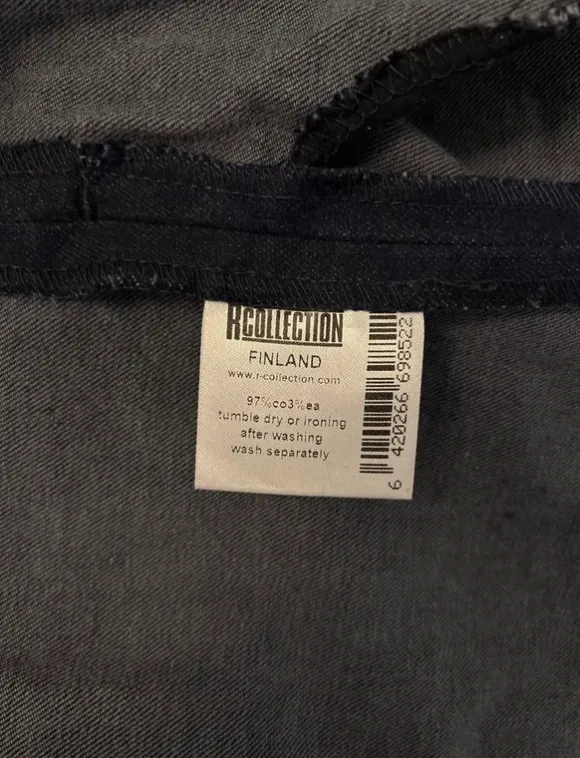 RCOLLECTION
FINLAND
www.r-collection.com
97%co3%ea
tumble dry or ironing
after washing
wash separately
6 420266 698522